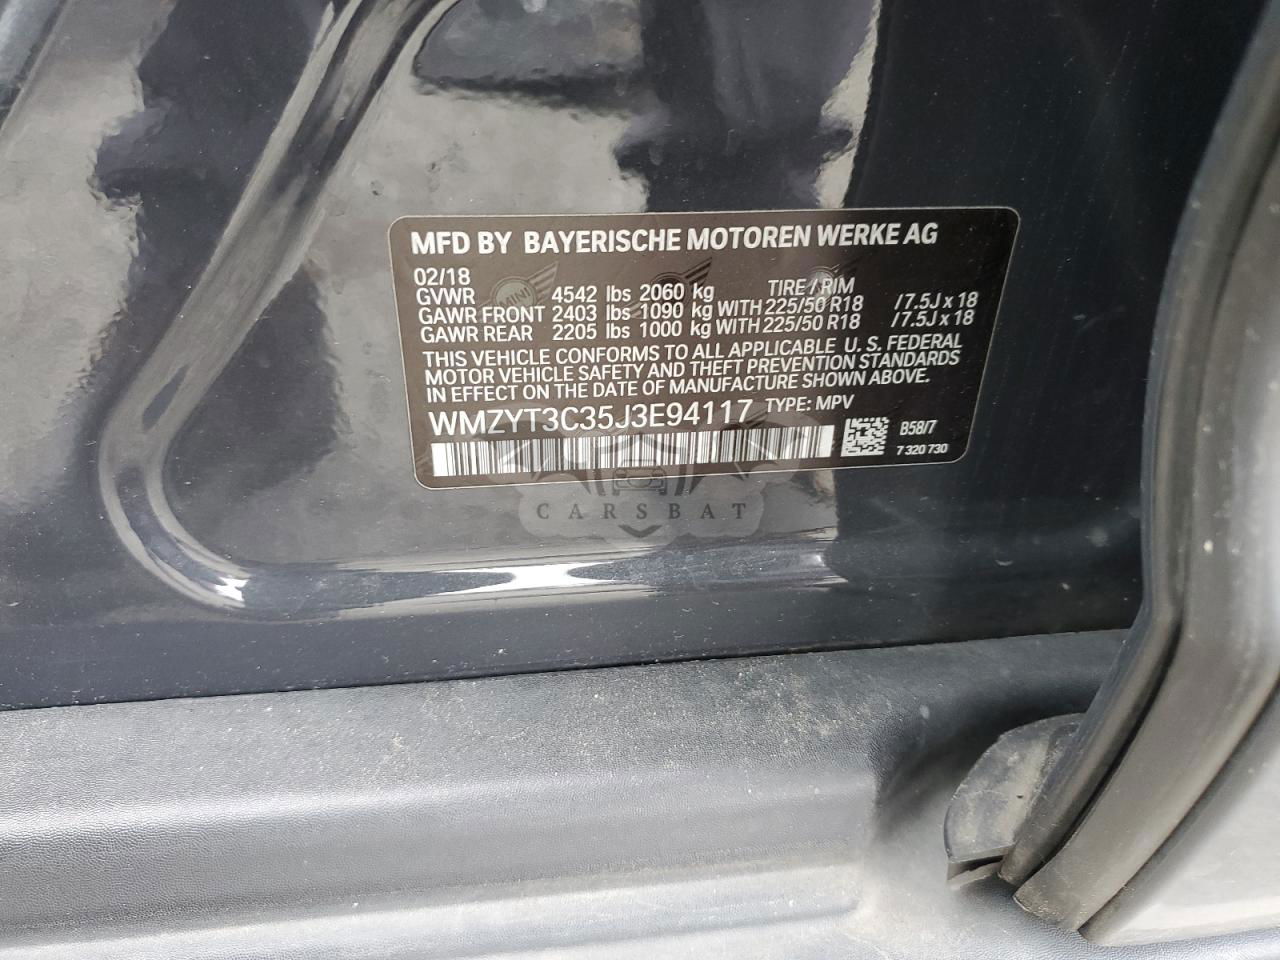 MFD BY BAYERISCHE MOTOREN WERKE AG
02/18 TIRE / RIM
GVWR 4542 lbs 2060 kg
GAWR FRONT 2403 lbs 1090 kg WITH 225/50 R18 /7.5J x 18
GAWR REAR 2205 lbs 1000 kg WITH 225/50 R18 /7.5J x 18
THIS VEHICLE CONFORMS TO ALL APPLICABLE U. S. FEDERAL
MOTOR VEHICLE SAFETY AND THEFT PREVENTION STANDARDS
IN EFFECT ON THE DATE OF MANUFACTURE SHOWN ABOVE.
WMZYT3C35J3E94117 TYPE: MPV
B58/7
7 320 730
MINI
CARSBAT